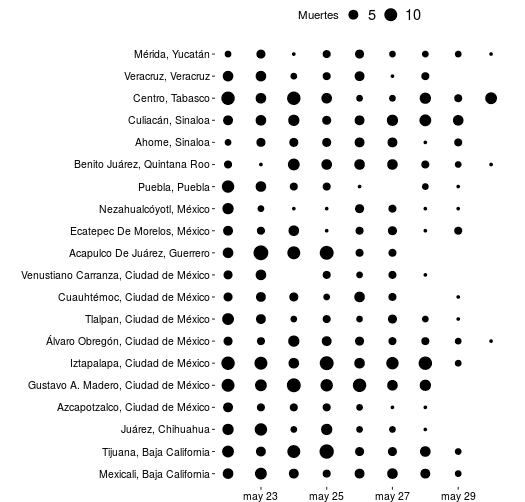 Muertes 5 10
Mérida, Yucatán
Veracruz, Veracruz
Centro, Tabasco
Culiacán, Sinaloa
Ahome, Sinaloa
Benito Juárez, Quintana Roo
Puebla, Puebla
Nezahualcóyotl, México
Ecatepec De Morelos, México
Acapulco De Juárez, Guerrero
Venustiano Carranza, Ciudad de México
Cuauhtémoc, Ciudad de México
Tlalpan, Ciudad de México
Álvaro Obregón, Ciudad de México
Iztapalapa, Ciudad de México
Gustavo A. Madero, Ciudad de México
Azcapotzalco, Ciudad de México
Juárez, Chihuahua
Tijuana, Baja California
Mexicali, Baja California
may 23 may 25 may 27 may 29